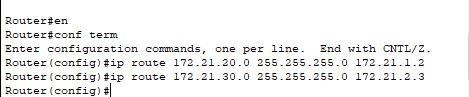 Router#en
Router#conf term
Enter configuration commands, one per line.  End with CNTL/Z.
Router(config)#ip route 172.21.20.0 255.255.255.0 172.21.1.2
Router(config)#ip route 172.21.30.0 255.255.255.0 172.21.2.3
Router(config)#